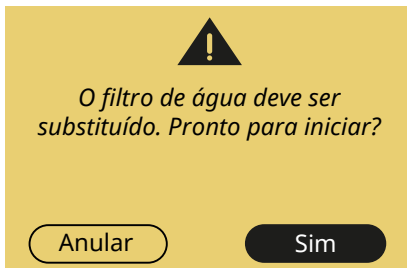 O filtro de água deve ser
substituído. Pronto para iniciar?
Anular
Sim